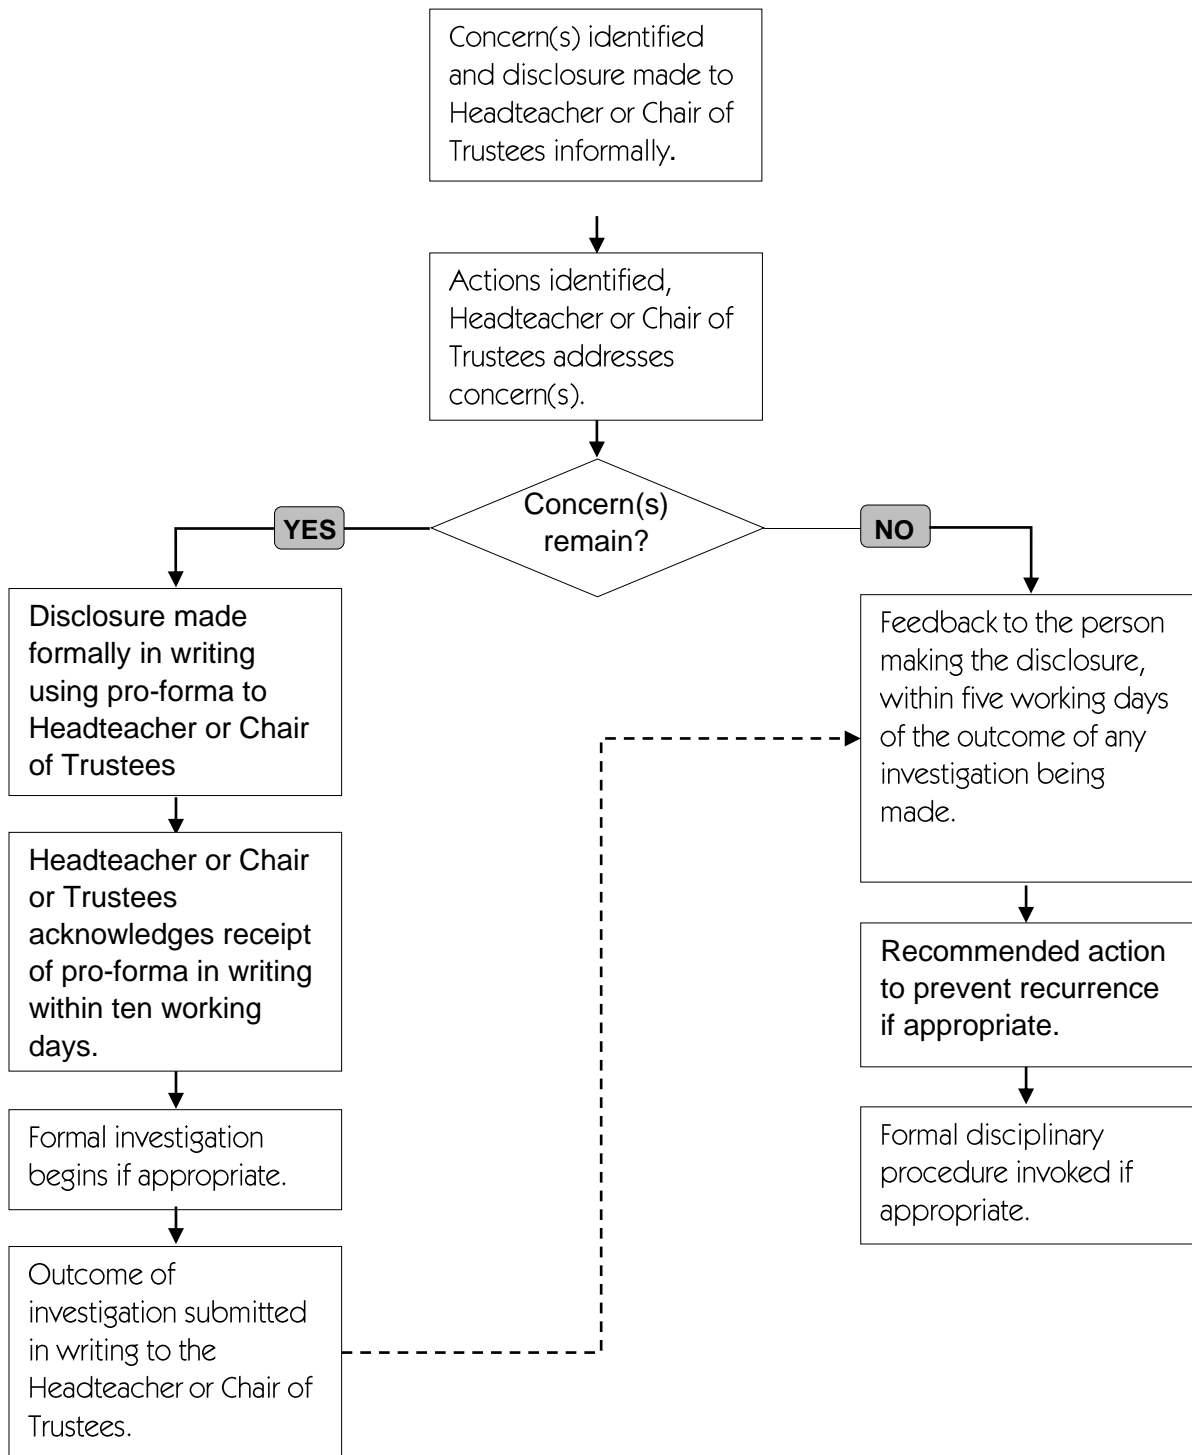 Concern(s) identified
and disclosure made to
Headteacher or Chair of
Trustees informally.
Actions identified,
Headteacher or Chair of
Trustees addresses
concern(s).
Concern(s)
remain?
YES
NO
Disclosure made
formally in writing
using pro-forma to
Headteacher or Chair
of Trustees
Headteacher or Chair
or Trustees
acknowledges receipt
of pro-forma in writing
within ten working
days.
Formal investigation
begins if appropriate.
Outcome of
investigation submitted
in writing to the
Headteacher or Chair of
Trustees.
Feedback to the person
making the disclosure,
within five working days
of the outcome of any
investigation being
made.
Recommended action
to prevent recurrence
if appropriate.
Formal disciplinary
procedure invoked if
appropriate.